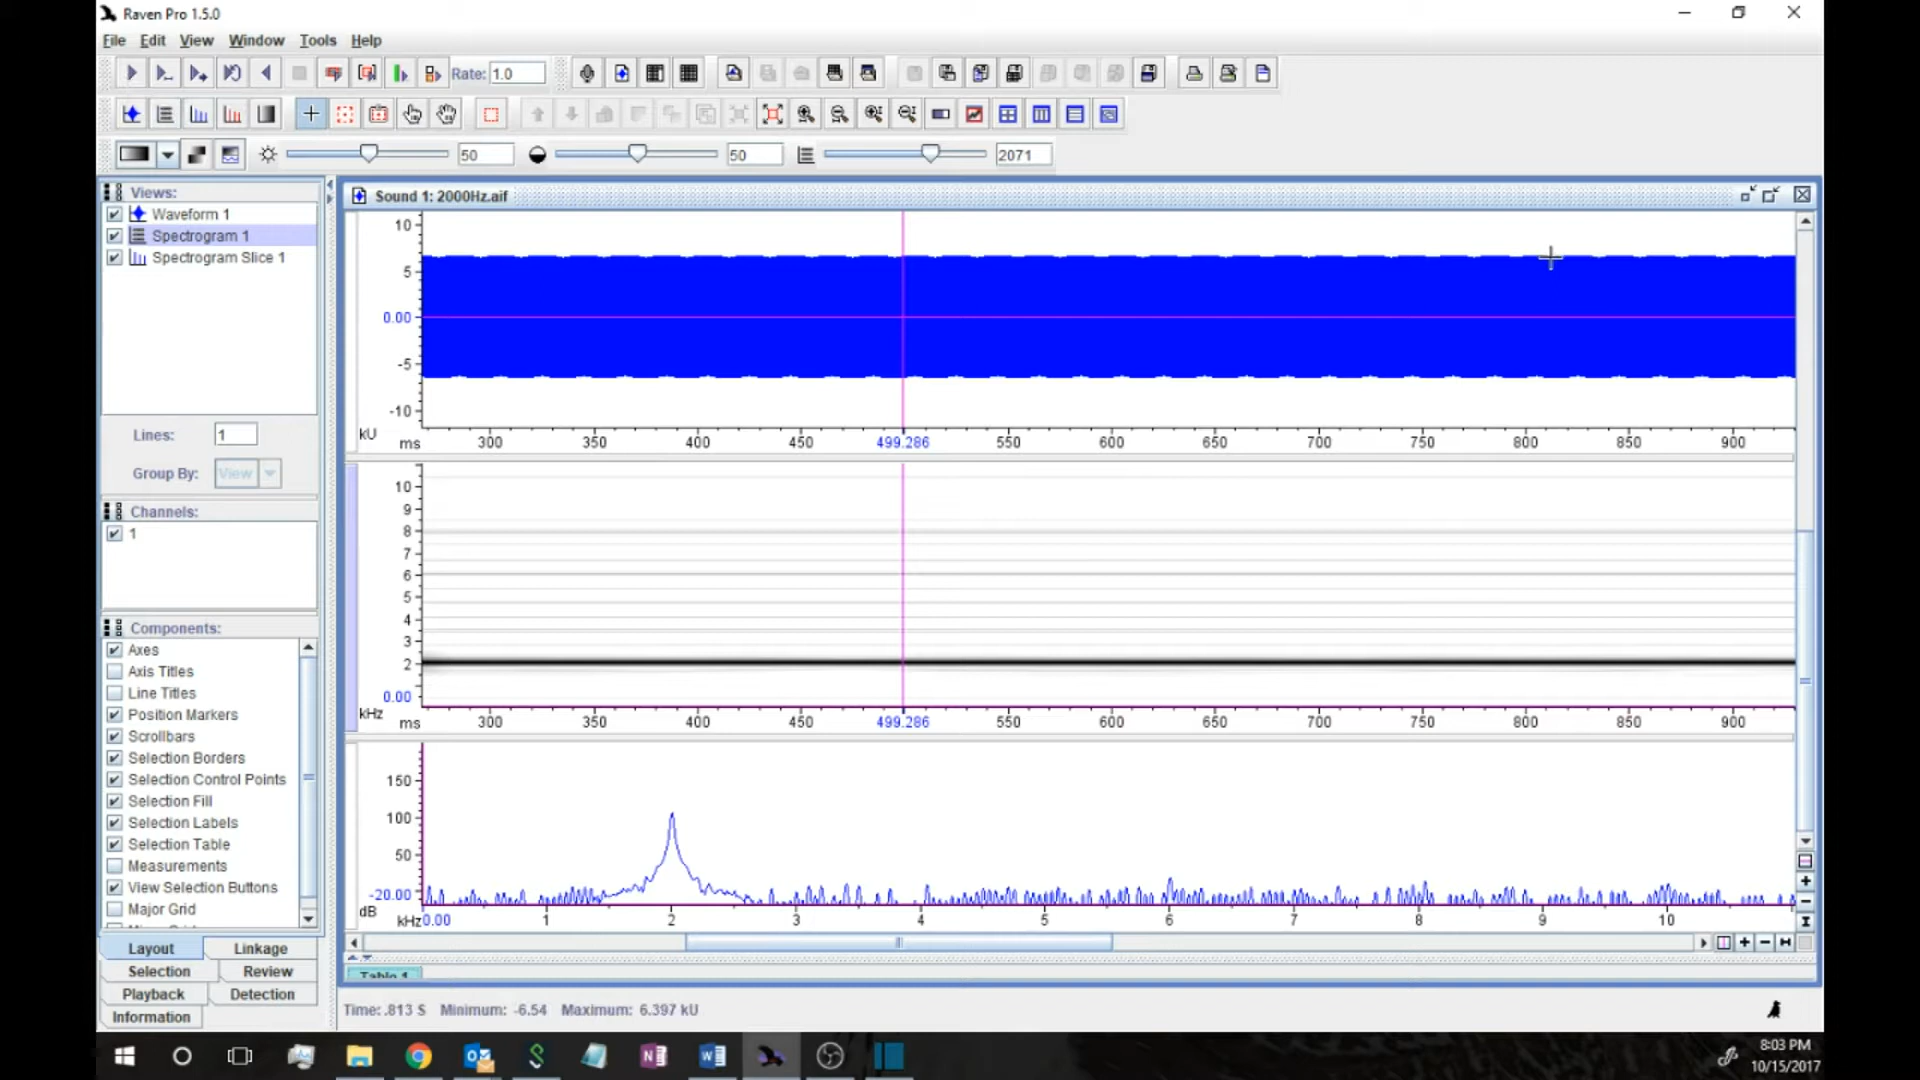 Raven Pro 1.5.0
File Edit View Window Tools Help
Rate: 1.0
50 50 2071
Views:
Waveform 1
Spectrogram 1
Spectrogram Slice 1
Lines: 1
Group By: View
Channels:
1
Components:
Axes
Axis Titles
Line Titles
Position Markers
Scrollbars
Selection Borders
Selection Control Points
Selection Fill
Selection Labels
Selection Table
Measurements
View Selection Buttons
Major Grid
Layout Linkage
Selection Review
Playback Detection
Information
Sound 1: 2000Hz.aif
10
5
0.00
-5
-10
kU
ms 300 350 400 450 499.286 550 600 650 700 750 800 850 900
10
9
8
7
6
5
4
3
2
0.00
kHz
ms 300 350 400 450 499.286 550 600 650 700 750 800 850 900
150
100
50
-20.00
dB
kHz 0.00 1 2 3 4 5 6 7 8 9 10
Table 1
Time: .813 S Minimum: -6.54 Maximum: 6.397 kU
8:03 PM
10/15/2017